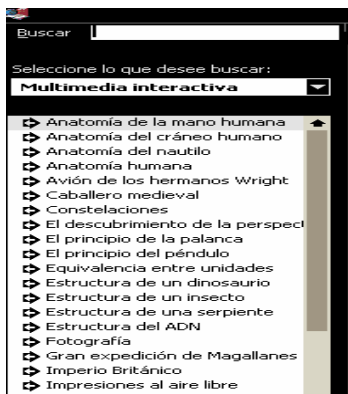 Buscar
Seleccione lo que desee buscar:
Multimedia interactiva
Anatomía de la mano humana
Anatomía del cráneo humano
Anatomía del nautilo
Anatomía humana
Avión de los hermanos Wright
Caballero medieval
Constelaciones
El descubrimiento de la perspect
El principio de la palanca
El principio del péndulo
Equivalencia entre unidades
Estructura de un dinosaurio
Estructura de un insecto
Estructura de una serpiente
Estructura del ADN
Fotografía
Gran expedición de Magallanes
Imperio Británico
Impresiones al aire libre